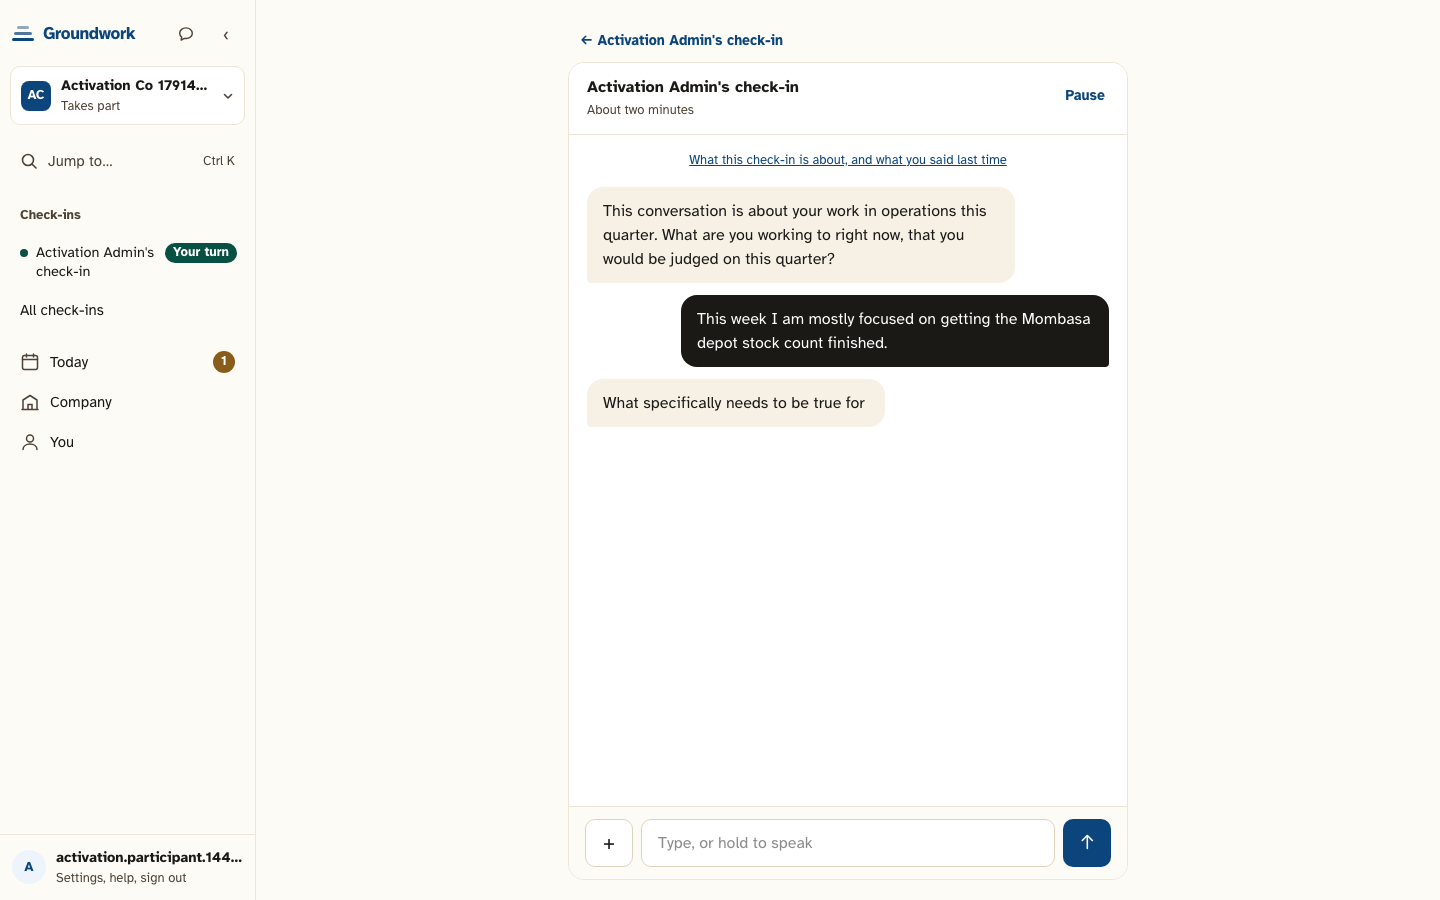 Groundwork
AC
Activation Co 17914...
Takes part
Jump to...
Ctrl K
Check-ins
Activation Admin's
check-in
Your turn
All check-ins
Today
1
Company
You
A
activation.participant.144...
Settings, help, sign out
← Activation Admin's check-in
Activation Admin's check-in
About two minutes
Pause
What this check-in is about, and what you said last time
This conversation is about your work in operations this
quarter. What are you working to right now, that you
would be judged on this quarter?
This week I am mostly focused on getting the Mombasa
depot stock count finished.
What specifically needs to be true for
+
Type, or hold to speak